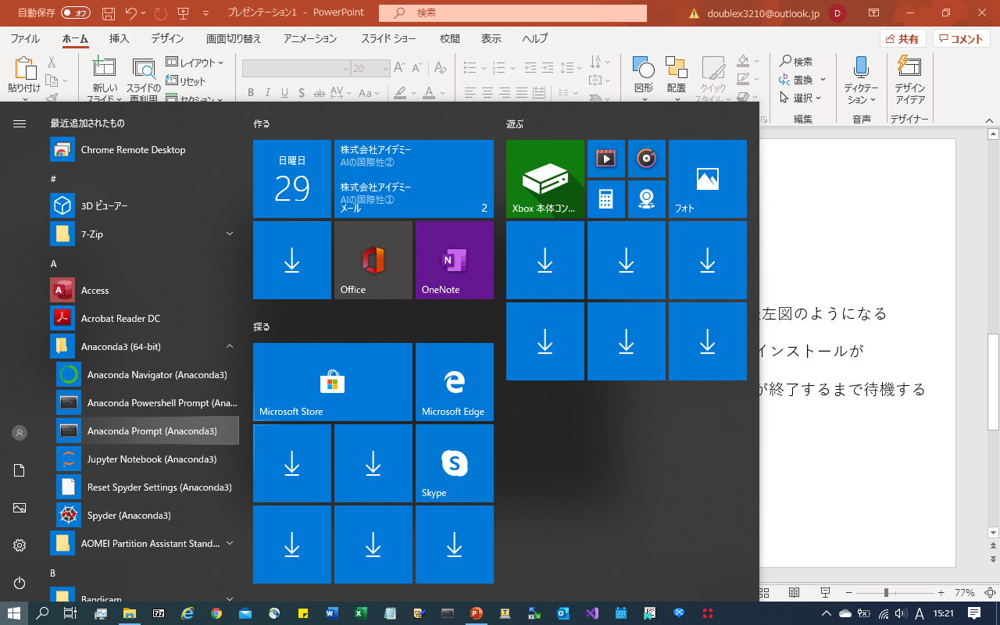 自動保存 オフ プレゼンテーション1 - PowerPoint 検索 doublex3210@outlook.jp D
ファイル ホーム 挿入 デザイン 画面切り替え アニメーション スライド ショー 校閲 表示 ヘルプ 共有 コメント
貼り付け 新しい スライドの レイアウト 20 図形 配置 クイック 検索 ディクテー デザイン
スライド 再利用 リセット スタイル 置換 ション アイデア
セクション B I U S ab AV Aa A 選択
編集 音声 デザイナー
最近追加されたもの
Chrome Remote Desktop
#
3D ビューアー
7-Zip
A
Access
Acrobat Reader DC
Anaconda3 (64-bit)
Anaconda Navigator (Anaconda3)
Anaconda Powershell Prompt (Ana...
Anaconda Prompt (Anaconda3)
Jupyter Notebook (Anaconda3)
Reset Spyder Settings (Anaconda3)
Spyder (Anaconda3)
AOMEI Partition Assistant Stand...
B
Bandicam
作る
日曜日
29
株式会社アイデミー
AIの国際性②
株式会社アイデミー
AIの国際性①
メール 2
Office
OneNote
探る
Microsoft Store
Microsoft Edge
Skype
遊ぶ
Xbox 本体コン...
フォト
左図のようになる
インストールが
が終了するまで待機する
77%
A 15:21